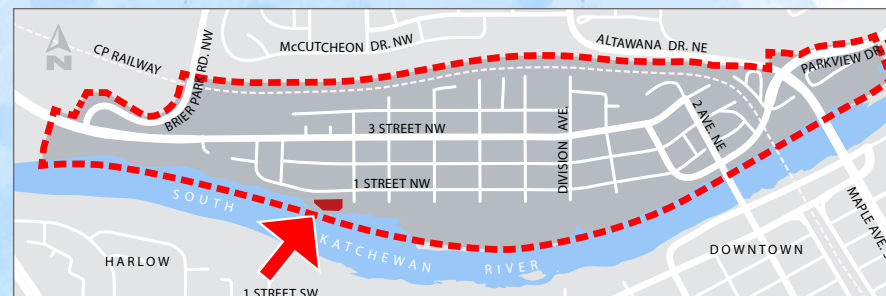 N
CP RAILWAY
BRIER PARK RD. NW
McCUTCHEON DR. NW
ALTAWANA DR. NE
PARKVIEW DR.
3 STREET NW
DIVISION AVE.
2 AVE. NE
1 STREET NW
SOUTH
KATCHEWAN RIVER
MAPLE AVE.
HARLOW
DOWNTOWN
1 STREET SW